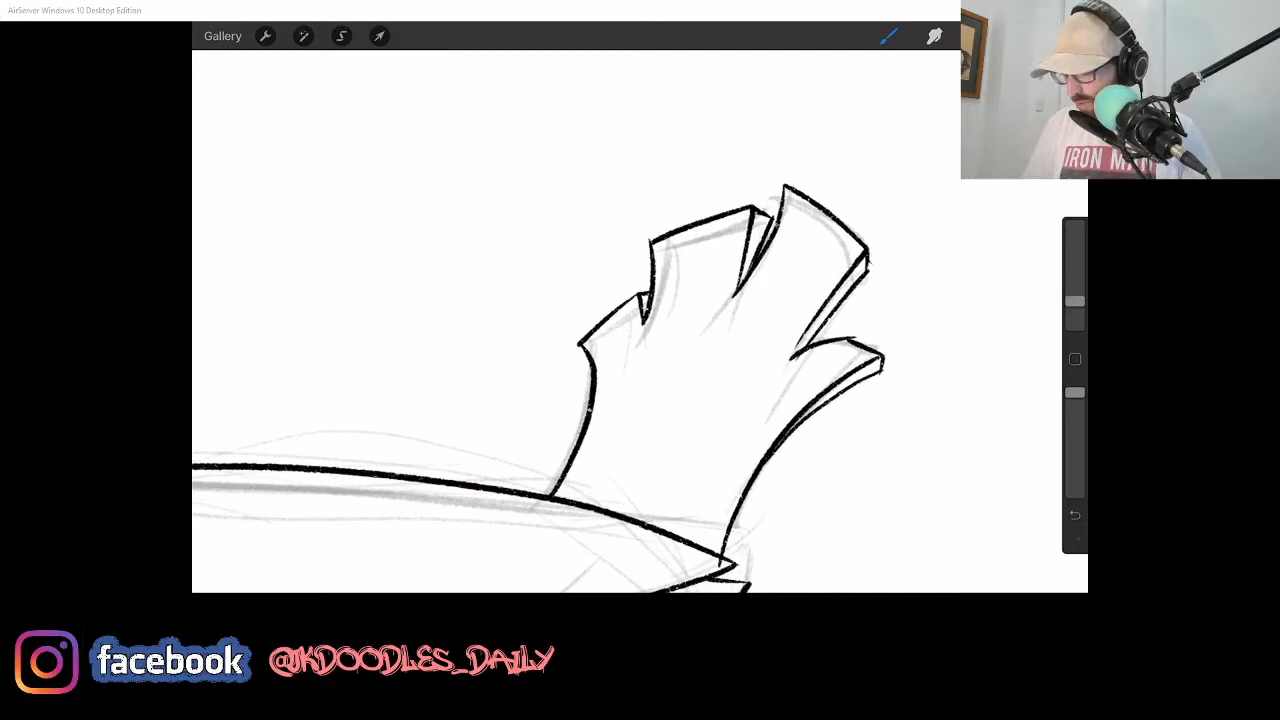 AirServer Windows 10 Desktop Edition
Gallery
IRON M
facebook
@JKDOODLES_DAILY